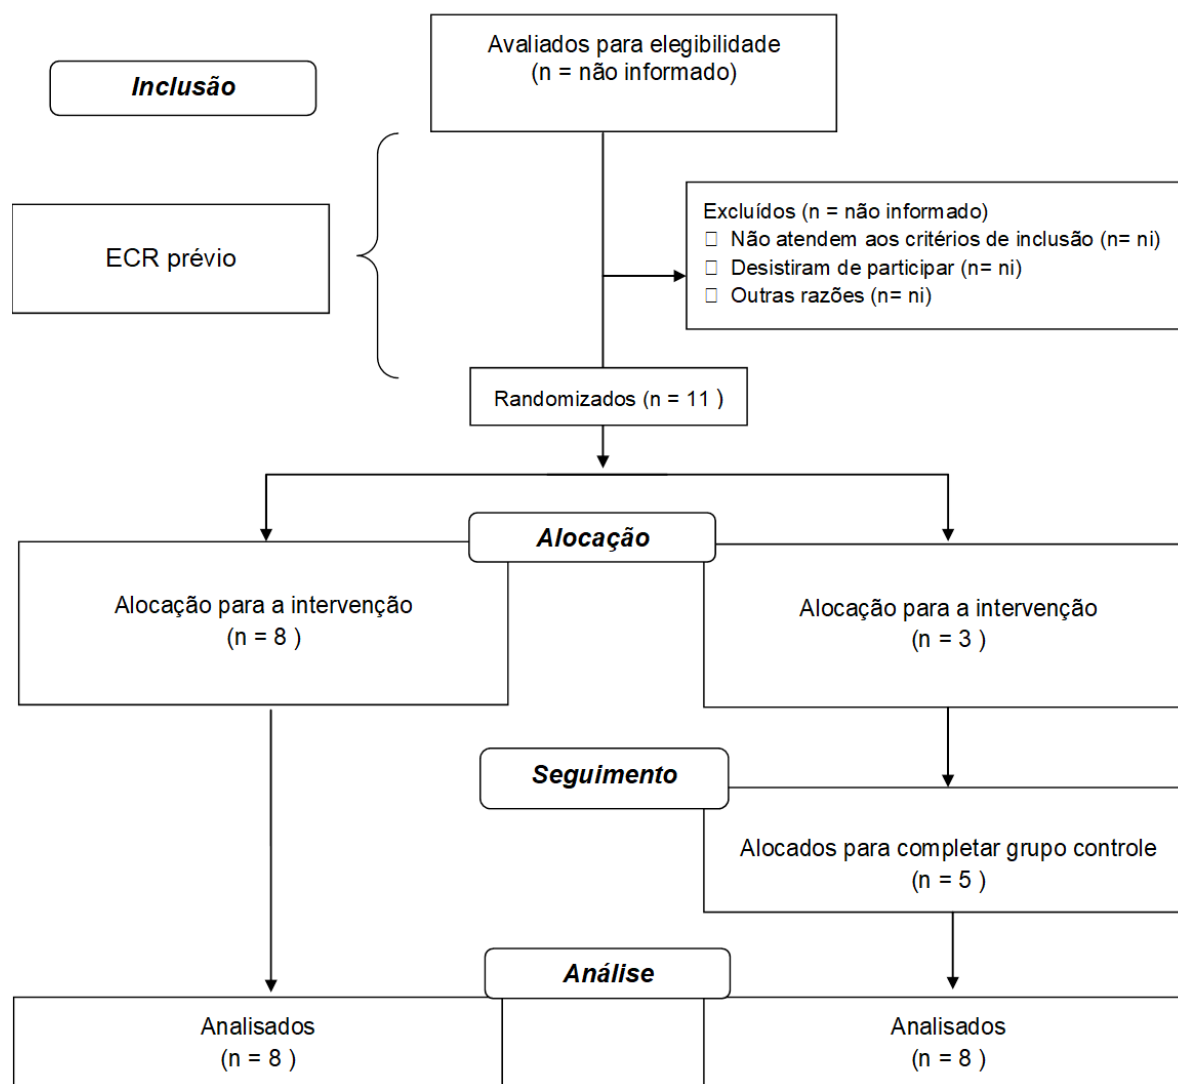 Avaliados para elegibilidade
(n = não informado)
Inclusão
ECR prévio
Excluídos (n = não informado)
□ Não atendem aos critérios de inclusão (n= ni)
□ Desistiram de participar (n= ni)
□ Outras razões (n= ni)
Randomizados (n = 11 )
Alocação
Alocação para a intervenção
(n = 8 )
Alocação para a intervenção
(n = 3 )
Seguimento
Alocados para completar grupo controle
(n = 5 )
Análise
Analisados
(n = 8 )
Analisados
(n = 8 )